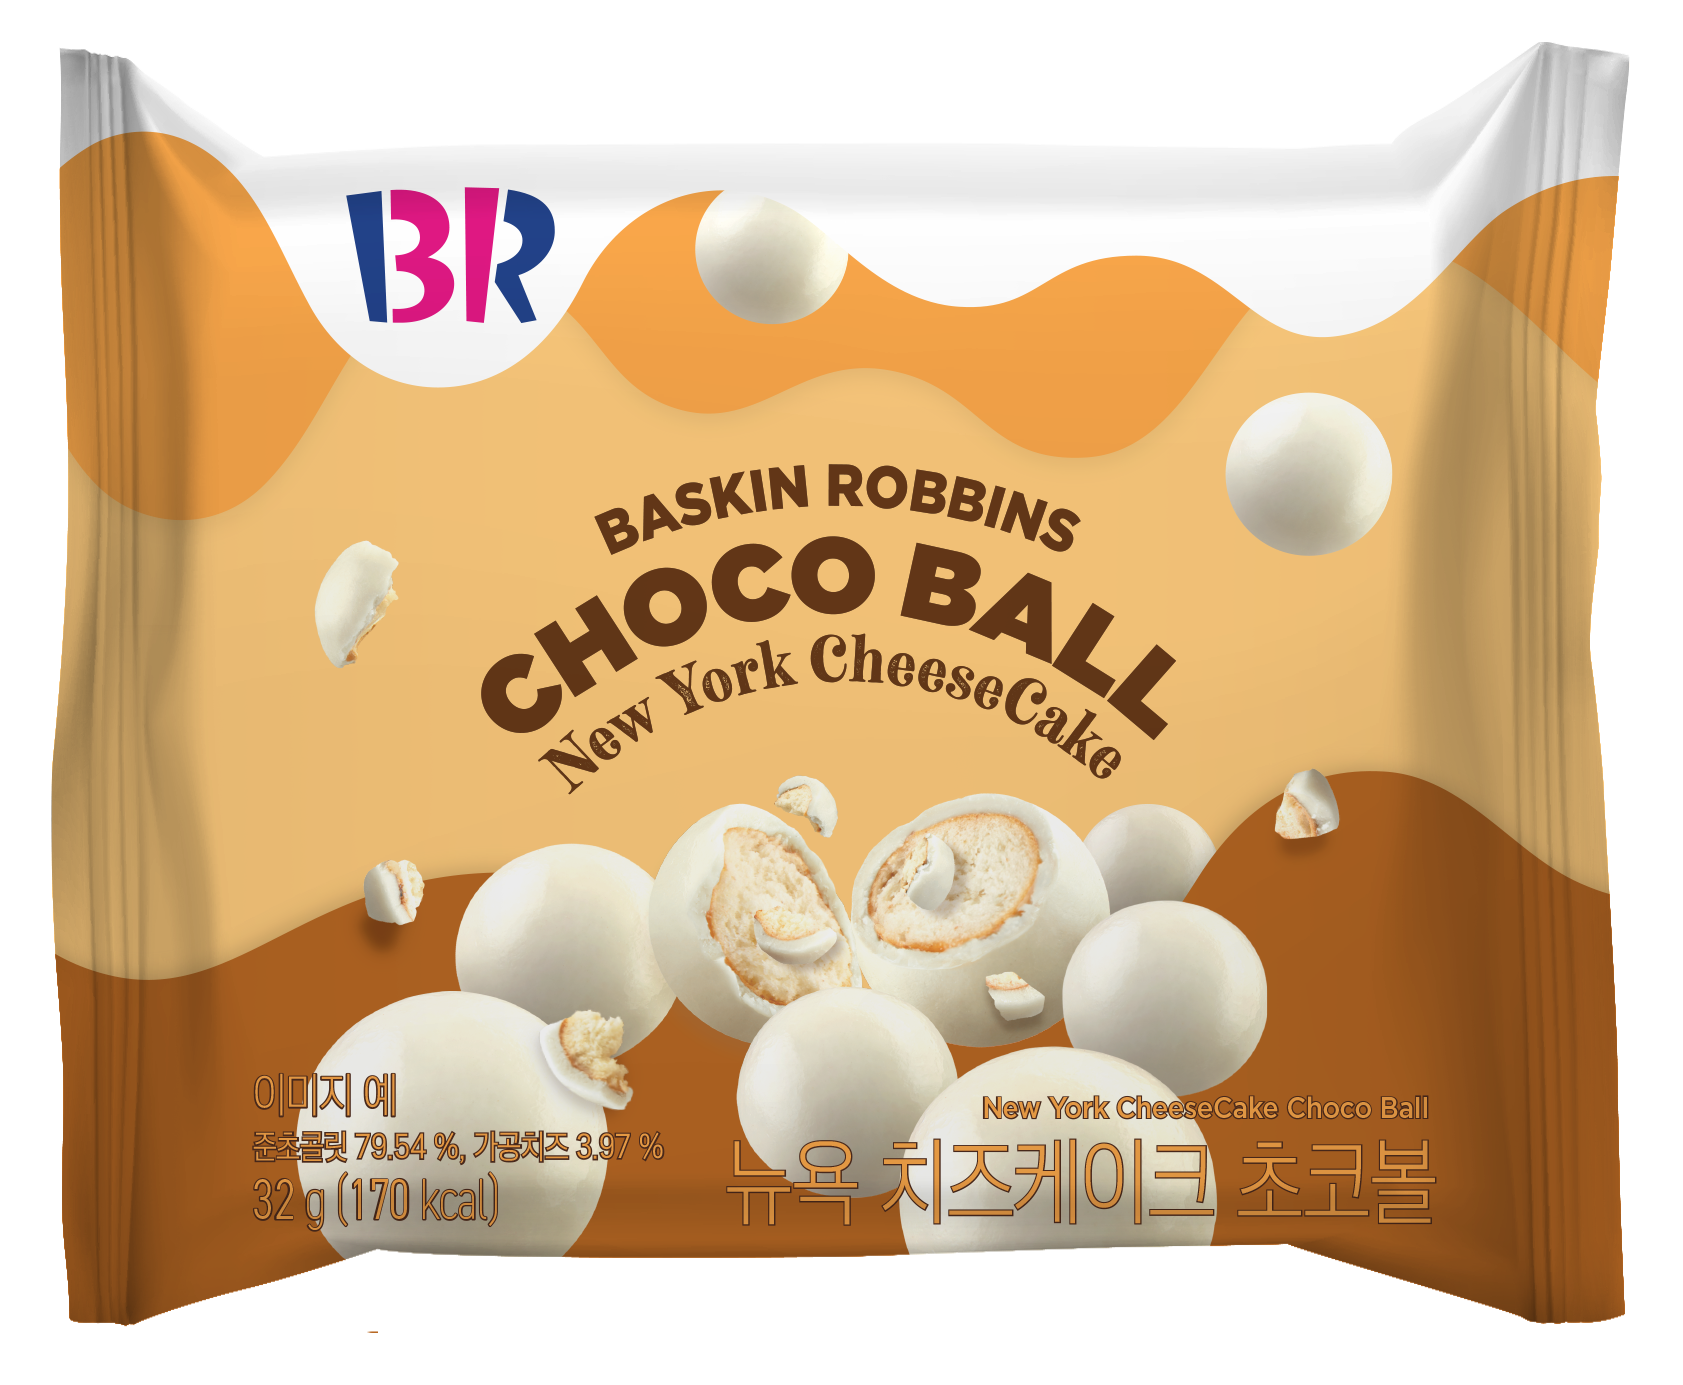 BR
BASKIN ROBBINS
CHOCO BALL
New York CheeseCake
이미지 예
준초콜릿 79.54 %, 가공치즈 3.97 %
32 g (170 kcal)
New York CheeseCake Choco Ball
뉴욕 치즈케이크 초코볼